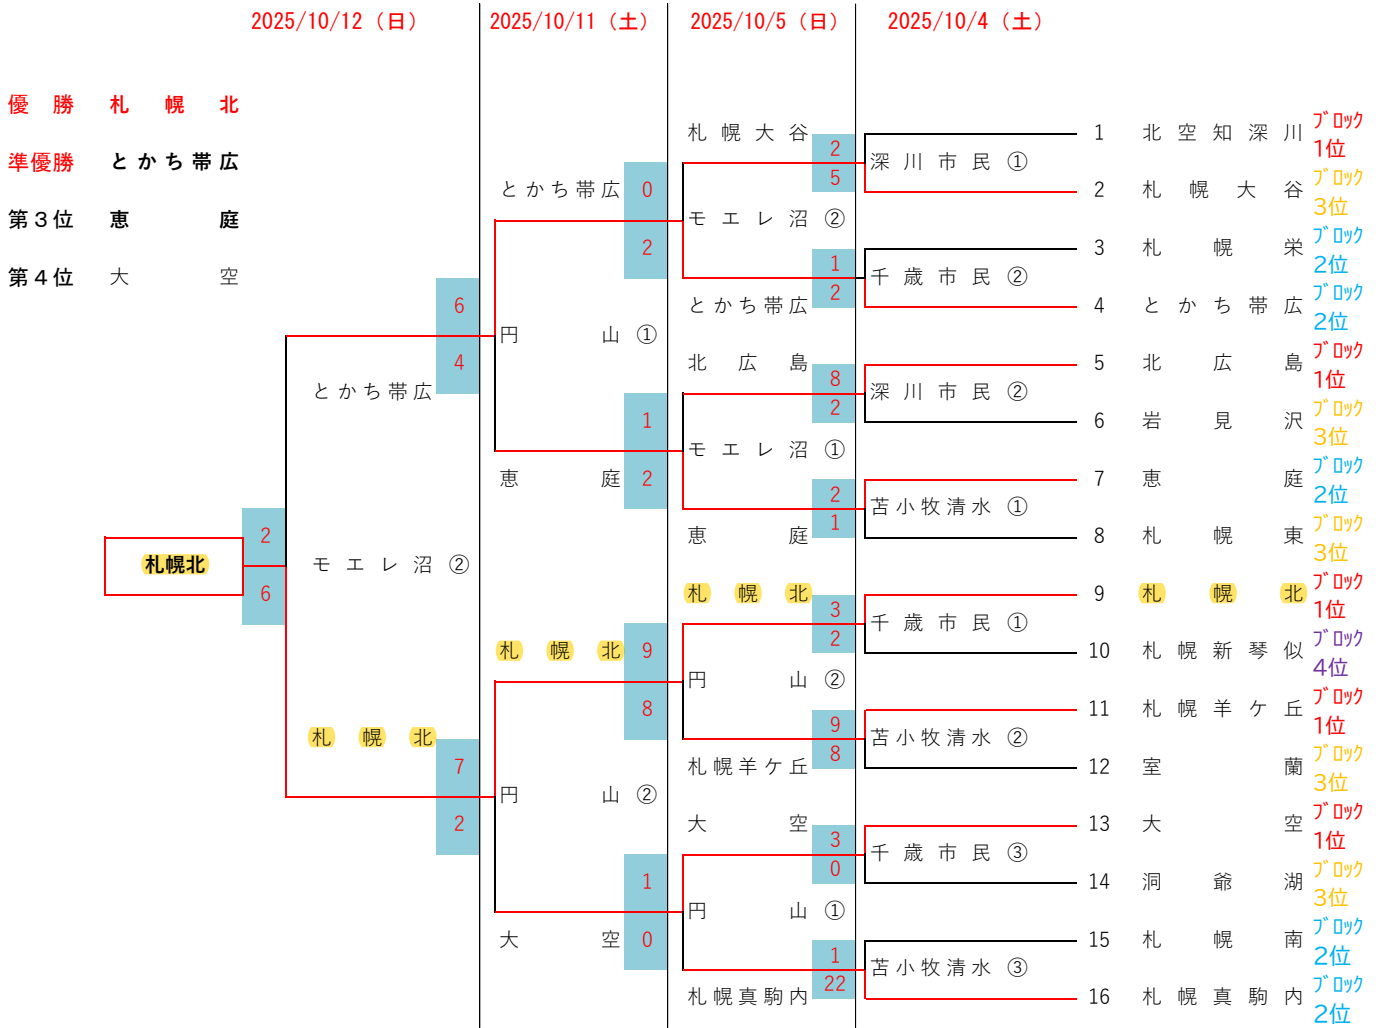 2025/10/12（日） 2025/10/11（土） 2025/10/5（日） 2025/10/4（土）
優勝 札幌北
準優勝 とかち帯広
第３位 恵庭
第４位 大空
札幌北
2
6
モエレ沼 ②
6
4
とかち帯広
札幌北
7
2
とかち帯広
0
2
円山 ①
1
2
恵庭
札幌北
9
8
円山 ②
1
0
大空
札幌大谷
2
5
モエレ沼 ②
1
2
とかち帯広
北広島
8
2
モエレ沼 ①
2
1
恵庭
札幌北
3
2
円山 ②
9
8
札幌羊ケ丘
大空
3
0
円山 ①
1
22
札幌真駒内
深川市民 ①
千歳市民 ②
深川市民 ②
苫小牧清水 ①
千歳市民 ①
苫小牧清水 ②
千歳市民 ③
苫小牧清水 ③
1 北空知深川 ﾌﾞﾛｯｸ
1位
2 札幌大谷 ﾌﾞﾛｯｸ
3位
3 札幌栄 ﾌﾞﾛｯｸ
2位
4 とかち帯広 ﾌﾞﾛｯｸ
2位
5 北広島 ﾌﾞﾛｯｸ
1位
6 岩見沢 ﾌﾞﾛｯｸ
3位
7 恵庭 ﾌﾞﾛｯｸ
2位
8 札幌東 ﾌﾞﾛｯｸ
3位
9 札幌北 ﾌﾞﾛｯｸ
1位
10 札幌新琴似 ﾌﾞﾛｯｸ
4位
11 札幌羊ケ丘 ﾌﾞﾛｯｸ
1位
12 室蘭 ﾌﾞﾛｯｸ
3位
13 大空 ﾌﾞﾛｯｸ
1位
14 洞爺湖 ﾌﾞﾛｯｸ
3位
15 札幌南 ﾌﾞﾛｯｸ
2位
16 札幌真駒内 ﾌﾞﾛｯｸ
2位